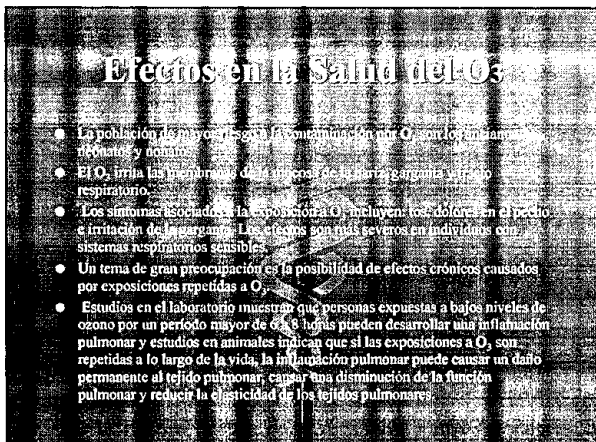 Efectos en la Salud del O3
● La población de mayor riesgo a la contaminación por O3 son los infantes,
neonatos y
● El O3 irrita las membranas de la mucosa de la nariz, garganta y tracto
respiratorio.
● Los síntomas asociados a la exposición a O3 incluyen: tos, dolores en el pecho
e irritación de la garganta. Los efectos son más severos en individuos con
sistemas respiratorios sensibles.
● Un tema de gran preocupación es la posibilidad de efectos crónicos causados
por exposiciones repetidas a O3.
● Estudios en el laboratorio muestran que personas expuestas a bajos niveles de
ozono por un período mayor de 6 a 8 horas pueden desarrollar una inflamación
pulmonar y estudios en animales indican que si las exposiciones a O3 son
repetidas a lo largo de la vida, la inflamación pulmonar puede causar un daño
permanente al tejido pulmonar, causar una disminución de la función
pulmonar y reducir la elasticidad de los tejidos pulmonares.